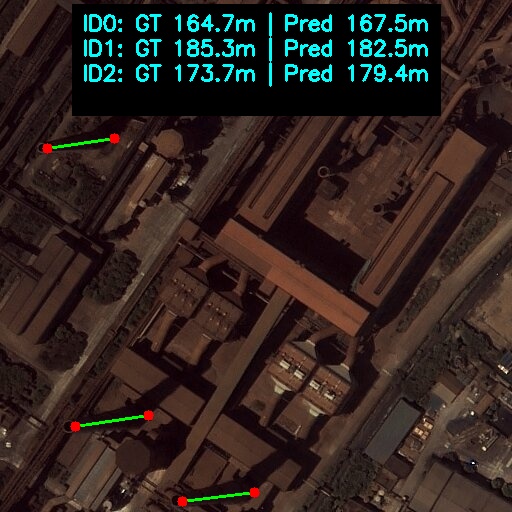 ID0: GT 164.7m | Pred 167.5m
ID1: GT 185.3m | Pred 182.5m
ID2: GT 173.7m | Pred 179.4m